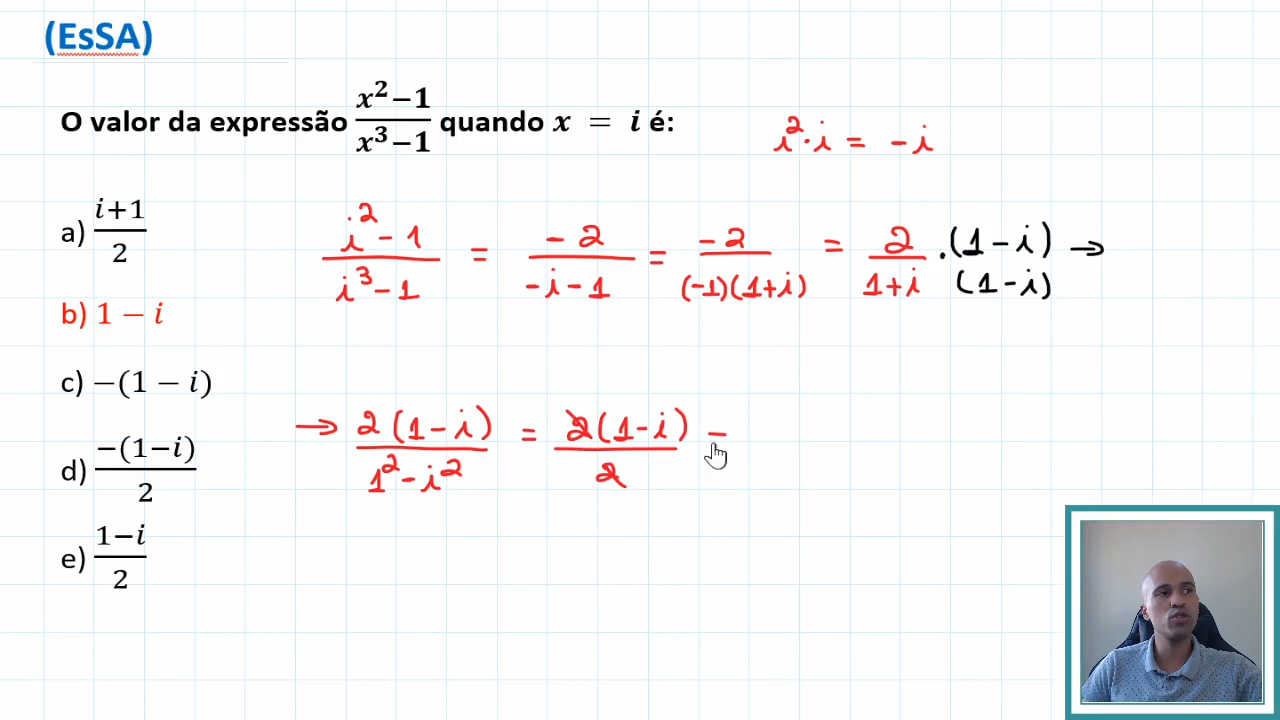 (EsSA)
O valor da expressão (x² − 1)/(x³ − 1) quando x = i é:
i² · i = −i
a) (i+1)/2
(i² − 1)/(i³ − 1) = −2/(−i − 1) = −2/((−1)(1+i)) = 2/(1+i) · (1−i)/(1−i) →
b) 1 − i
c) −(1 − i)
→ 2(1−i)/(1² − i²) = 2(1−i)/2 −
d) −(1−i)/2
e) (1−i)/2